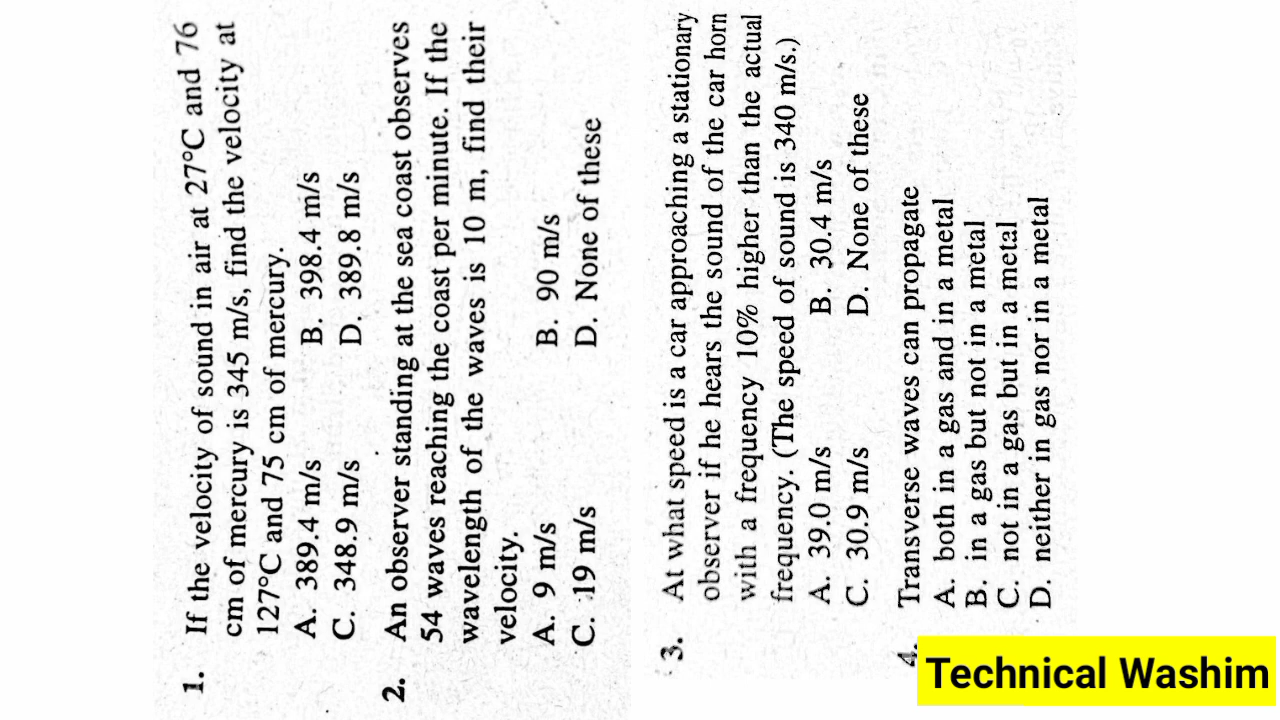 1. If the velocity of sound in air at 27°C and 76
cm of mercury is 345 m/s, find the velocity at
127°C and 75 cm of mercury.
A. 389.4 m/s B. 398.4 m/s
C. 348.9 m/s D. 389.8 m/s
2. An observer standing at the sea coast observes
54 waves reaching the coast per minute. If the
wavelength of the waves is 10 m, find their
velocity.
A. 9 m/s B. 90 m/s
C. 19 m/s D. None of these
3. At what speed is a car approaching a stationary
observer if he hears the sound of the car horn
with a frequency 10% higher than the actual
frequency. (The speed of sound is 340 m/s.)
A. 39.0 m/s B. 30.4 m/s
C. 30.9 m/s D. None of these
4. Transverse waves can propagate
A. both in a gas and in a metal
B. in a gas but not in a metal
C. not in a gas but in a metal
D. neither in gas nor in a metal
Technical Washim